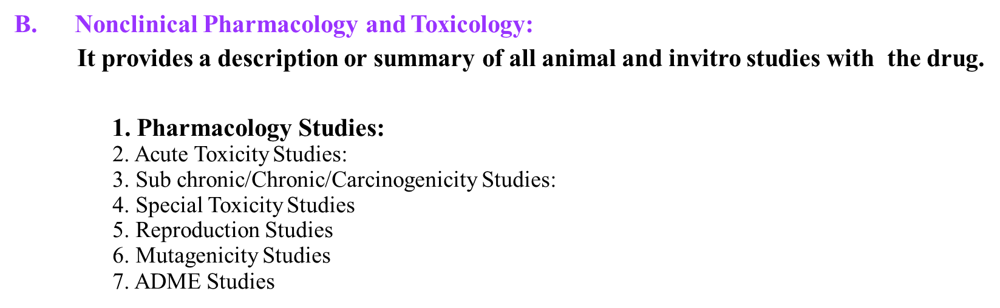 B. Nonclinical Pharmacology and Toxicology:
It provides a description or summary of all animal and invitro studies with the drug.
1. Pharmacology Studies:
2. Acute Toxicity Studies:
3. Sub chronic/Chronic/Carcinogenicity Studies:
4. Special Toxicity Studies
5. Reproduction Studies
6. Mutagenicity Studies
7. ADME Studies